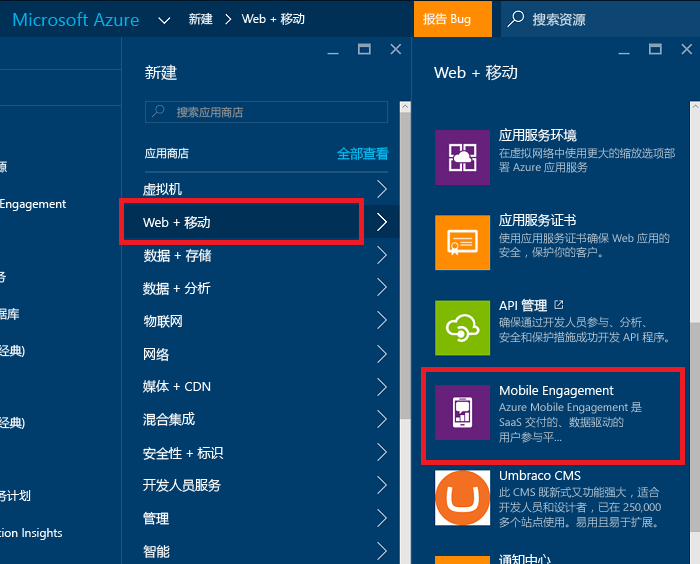 Microsoft Azure
新建
Web + 移动
报告 Bug
搜索资源
源
Engagement
务
据库
经典)
经典)
务计划
tion Insights
新建
搜索应用商店
应用商店
全部查看
虚拟机
Web + 移动
数据 + 存储
数据 + 分析
物联网
网络
媒体 + CDN
混合集成
安全性 + 标识
开发人员服务
管理
智能
Web + 移动
应用服务环境
在虚拟网络中使用更大的缩放选项部
署 Azure 应用服务
应用服务证书
使用应用服务证书确保 Web 应用的
安全，保护你的客户。
API 管理
确保通过开发人员参与、分析、
安全和保护措施成功开发 API 程序。
Mobile Engagement
Azure Mobile Engagement 是
SaaS 交付的、数据驱动的
用户参与平...
Umbraco CMS
此 CMS 既新式又功能强大，适合
开发人员和设计者，已在 250,000
多个站点使用。易用且易于扩展。
通知中心